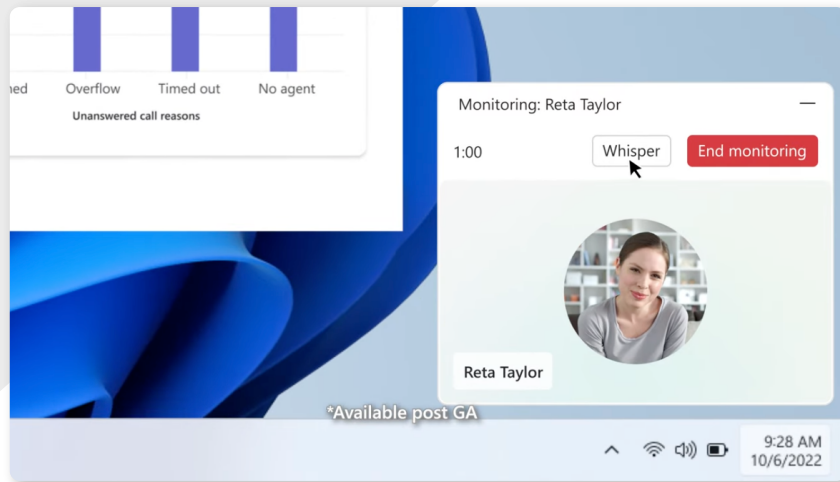 ned Overflow Timed out No agent
Unanswered call reasons
Monitoring: Reta Taylor
1:00 Whisper End monitoring
Reta Taylor
*Available post GA
9:28 AM
10/6/2022